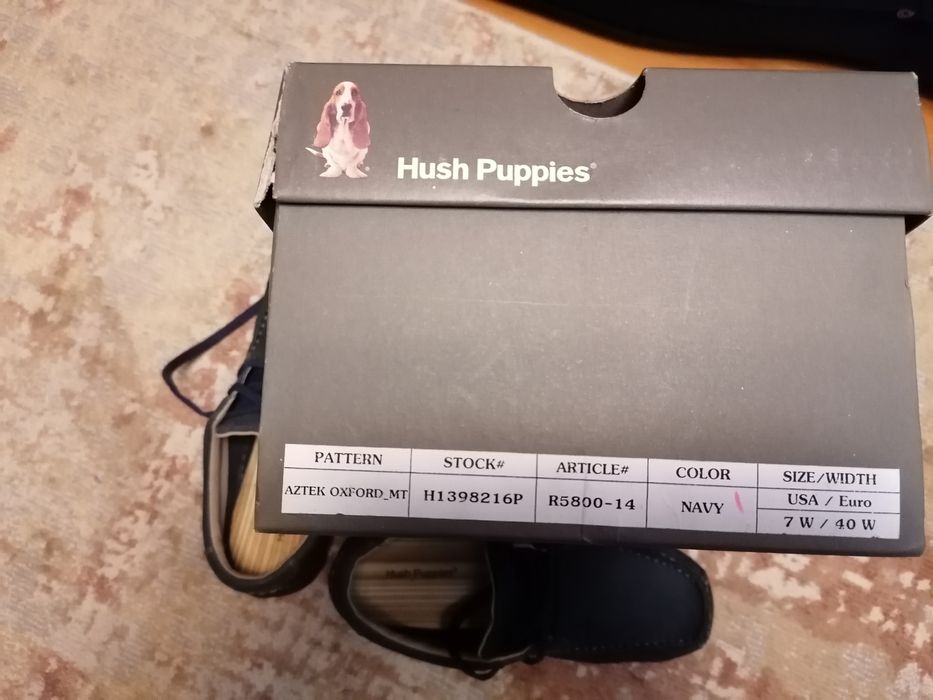 Hush Puppies®
PATTERN STOCK# ARTICLE# COLOR SIZE/WIDTH
AZTEK OXFORD_MT H1398216P R5800-14 NAVY USA / Euro
7 W / 40 W
Hush Puppies